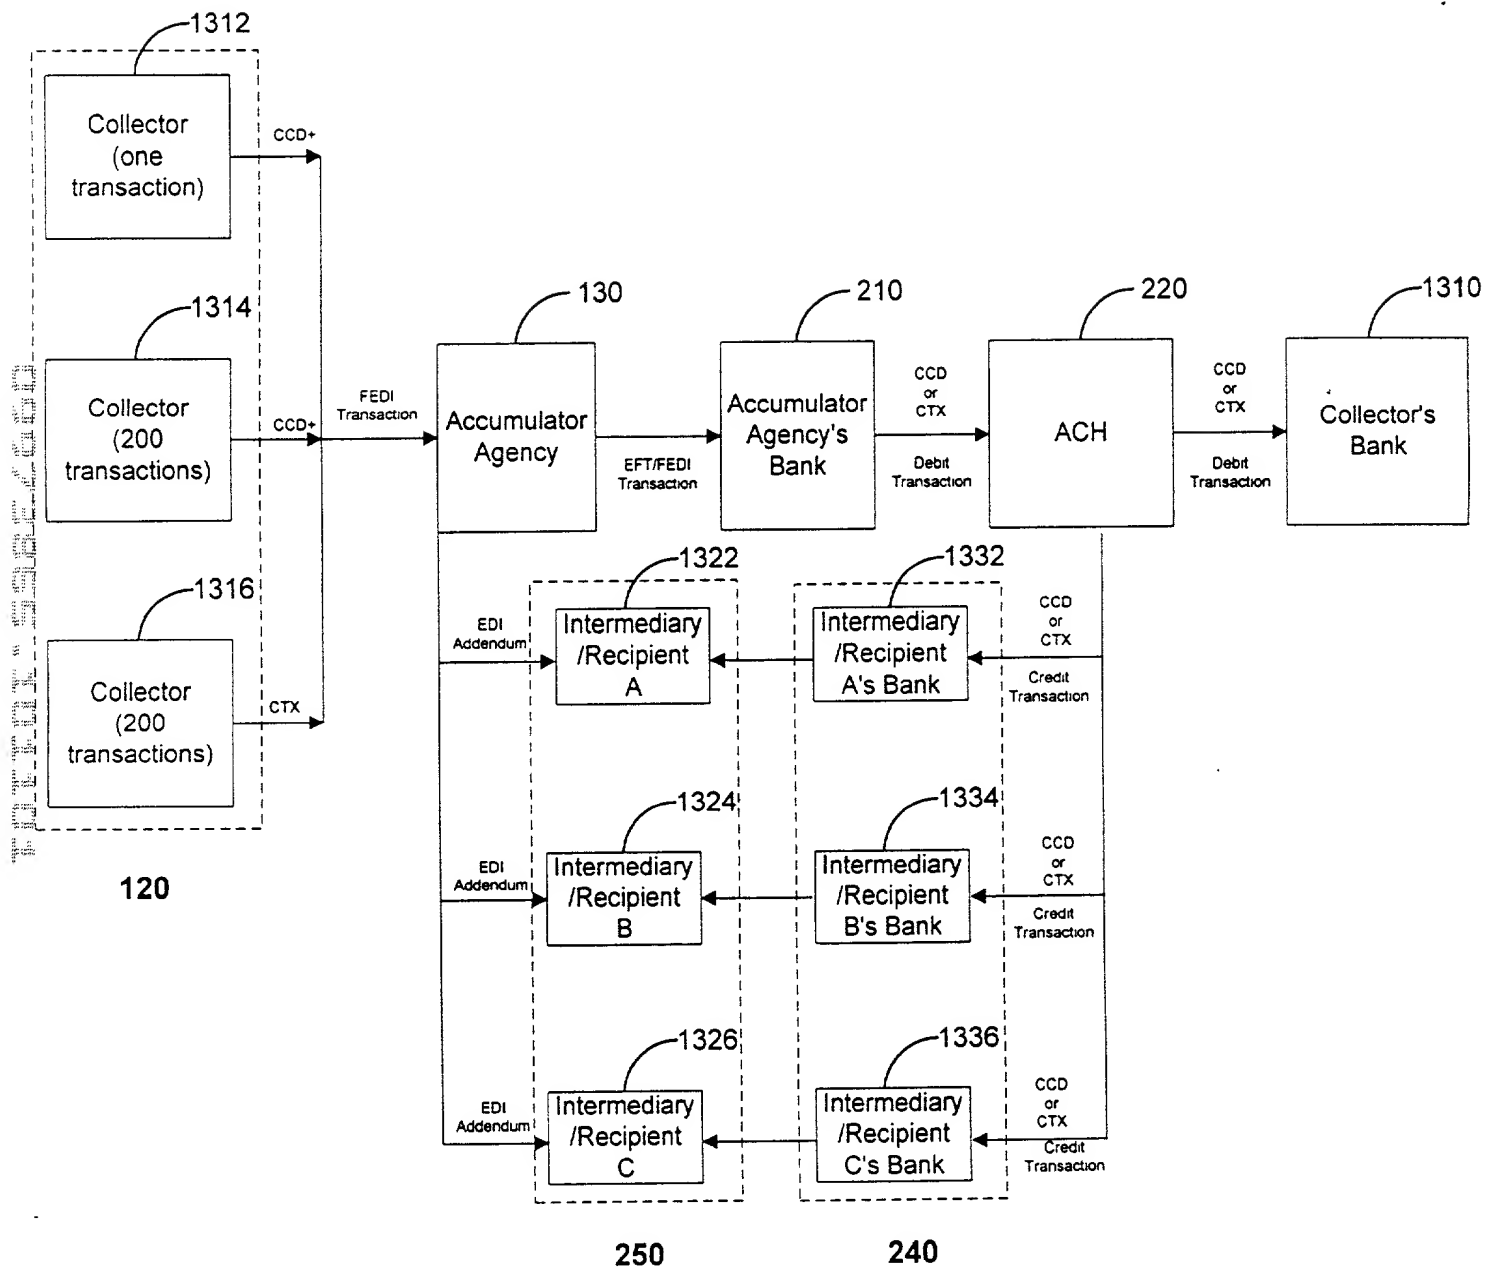 1312
Collector
(one
transaction)
CCD+
1314
Collector
(200
transactions)
CCD+
1316
Collector
(200
transactions)
CTX
120
FEDI
Transaction
130
Accumulator
Agency
EFT/FEDI
Transaction
210
Accumulator
Agency's
Bank
CCD
or
CTX
Debit
Transaction
220
ACH
CCD
or
CTX
Debit
Transaction
1310
Collector's
Bank
EDI
Addendum
1322
Intermediary
/Recipient
A
1332
Intermediary
/Recipient
A's Bank
CCD
or
CTX
Credit
Transaction
EDI
Addendum
1324
Intermediary
/Recipient
B
1334
Intermediary
/Recipient
B's Bank
CCD
or
CTX
Credit
Transaction
EDI
Addendum
1326
Intermediary
/Recipient
C
1336
Intermediary
/Recipient
C's Bank
CCD
or
CTX
Credit
Transaction
250
240